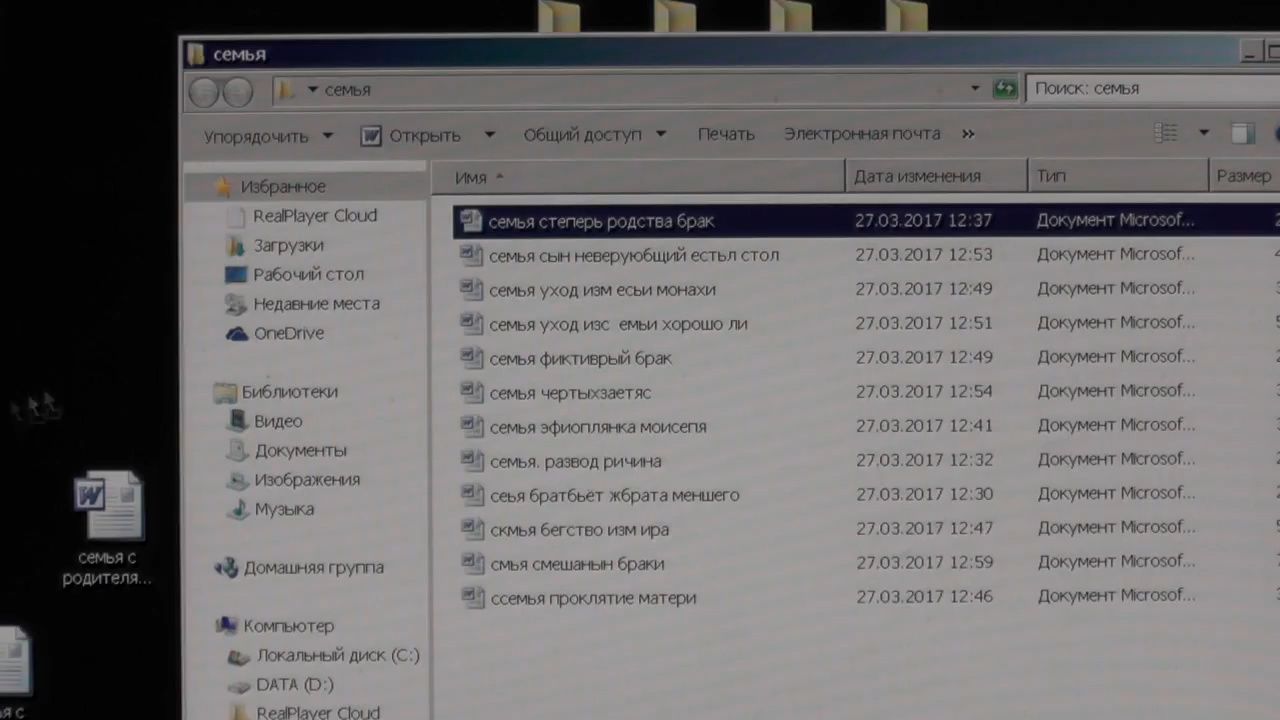 семья
семья
Поиск: семья
Упорядочить Открыть Общий доступ Печать Электронная почта »
Избранное
RealPlayer Cloud
Загрузки
Рабочий стол
Недавние места
OneDrive
Библиотеки
Видео
Документы
Изображения
Музыка
Домашняя группа
Компьютер
Локальный диск (C:)
DATA (D:)
RealPlayer Cloud
Имя Дата изменения Тип Размер
семья степерь родства брак 27.03.2017 12:37 Документ Microsof...
семья сын неверуюбщий естьл стол 27.03.2017 12:53 Документ Microsof...
семья уход изм есьи монахи 27.03.2017 12:49 Документ Microsof...
семья уход изс емьи хорошо ли 27.03.2017 12:51 Документ Microsof...
семья фиктиврый брак 27.03.2017 12:49 Документ Microsof...
семья чертыхзаетяс 27.03.2017 12:54 Документ Microsof...
семья эфиоплянка моисепя 27.03.2017 12:41 Документ Microsof...
семья. развод ричина 27.03.2017 12:32 Документ Microsof...
сеья братбьет жбрата меншего 27.03.2017 12:30 Документ Microsof...
скмья бегство изм ира 27.03.2017 12:47 Документ Microsof...
смья смешанын браки 27.03.2017 12:59 Документ Microsof...
ссемья проклятие матери 27.03.2017 12:46 Документ Microsof...
семья с
родителя...